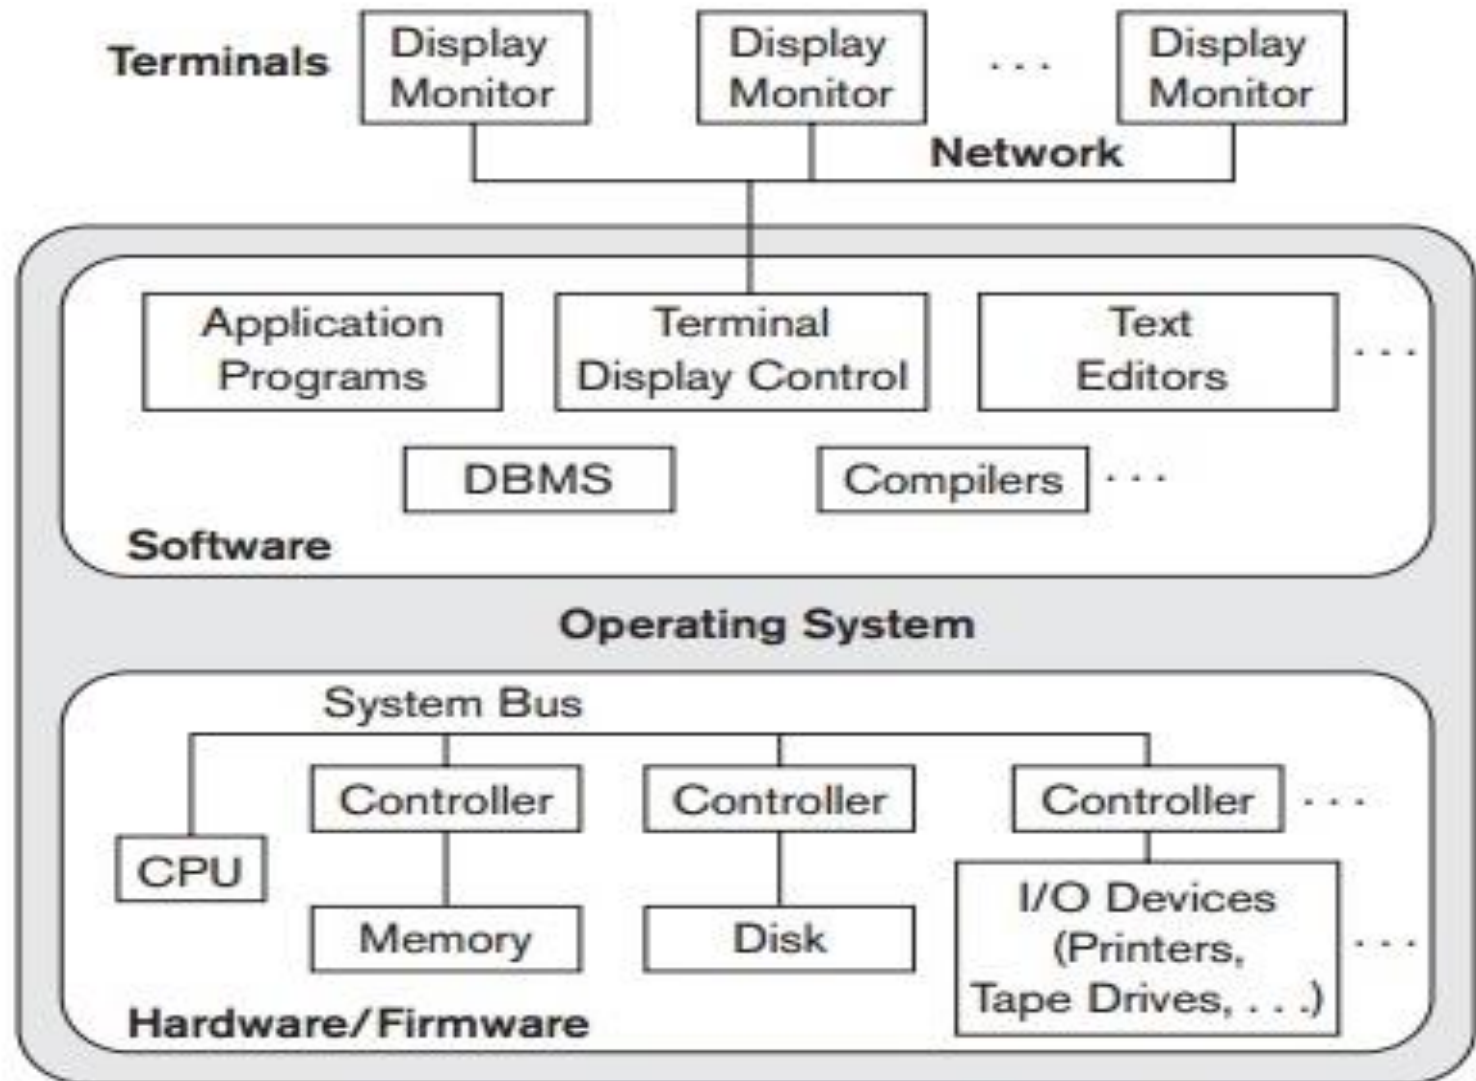 Terminals
Display
Monitor
Display
Monitor
. . .
Display
Monitor
Network
Application
Programs
Terminal
Display Control
Text
Editors
. . .
DBMS
Compilers
. . .
Software
Operating System
System Bus
Controller
Controller
Controller
. . .
CPU
Memory
Disk
I/O Devices
(Printers,
Tape Drives, . . .)
. . .
Hardware/Firmware